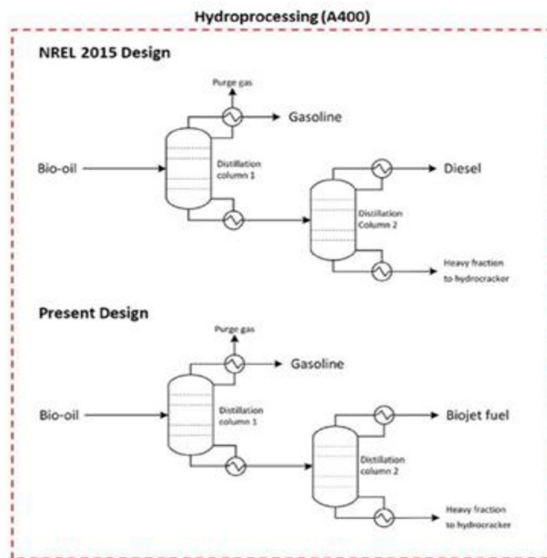 Hydroprocessing (A400)
NREL 2015 Design
Purge gas
Gasoline
Bio-oil
Distillation
column 1
Diesel
Distillation
Column 2
Heavy fraction
to hydrocracker
Present Design
Purge gas
Gasoline
Bio-oil
Distillation
column 1
Biojet fuel
Distillation
column 2
Heavy fraction
to hydrocracker